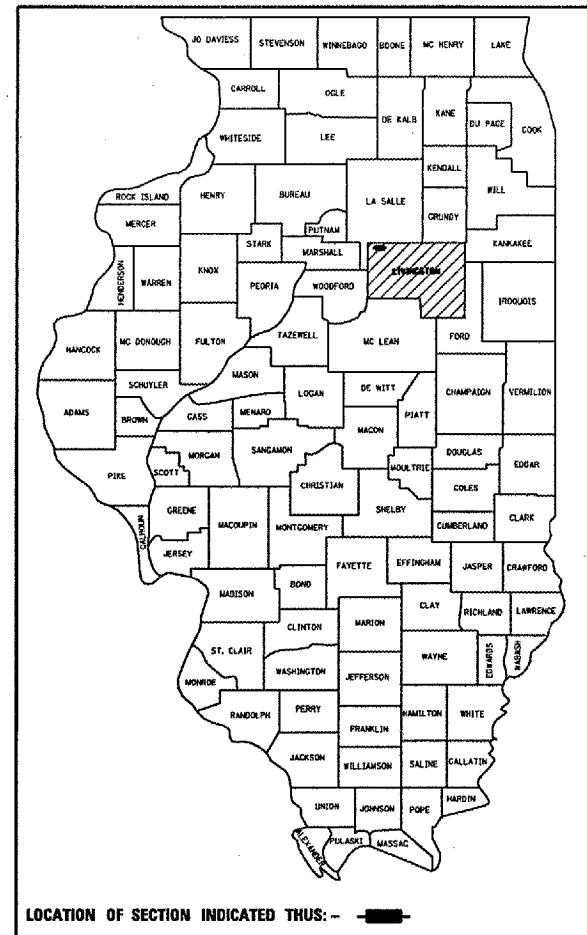 JO DAVIESS STEVENSON WINNEBAGO BOONE MC HENRY LAKE
CARROLL OGLE DE KALB KANE DU PAGE COOK
WHITESIDE LEE KENDALL WILL
ROCK ISLAND HENRY BUREAU LA SALLE GRUNDY
MERCER PUTNAM KANKAKEE
HENDERSON WARREN KNOX STARK MARSHALL LIVINGSTON
PEORIA WOODFORD IROQUOIS
HANCOCK MC DONOUGH FULTON TAZEWELL MC LEAN FORD
SCHUYLER MASON LOGAN DE WITT CHAMPAIGN VERMILION
ADAMS BROWN CASS MENARD MACON PIATT
PIKE SCOTT MORGAN SANGAMON CHRISTIAN MOULTRIE DOUGLAS EDGAR
COLES
CALHOUN GREENE MACOUPIN MONTGOMERY SHELBY CUMBERLAND CLARK
JERSEY FAYETTE EFFINGHAM JASPER CRAWFORD
MADISON BOND CLAY RICHLAND LAWRENCE
CLINTON MARION
ST. CLAIR WAYNE EDWARDS WABASH
MONROE WASHINGTON JEFFERSON
RANDOLPH PERRY HAMILTON WHITE
FRANKLIN
JACKSON WILLIAMSON SALINE GALLATIN
UNION JOHNSON POPE HARDIN
ALEXANDER PULASKI MASSAC
LOCATION OF SECTION INDICATED THUS: -